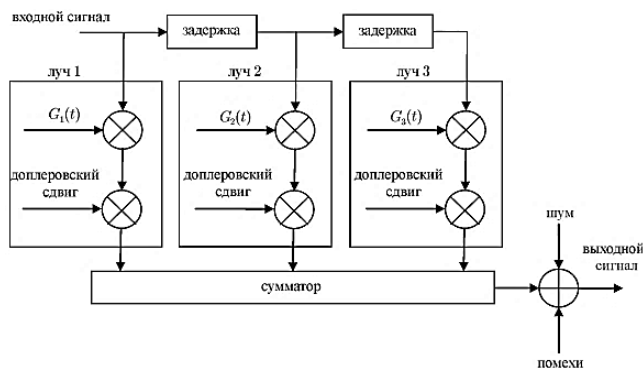 входной сигнал
задержка
задержка
луч 1
луч 2
луч 3
G₁(t)
G₂(t)
G₃(t)
доплеровский
сдвиг
доплеровский
сдвиг
доплеровский
сдвиг
шум
выходной
сигнал
сумматор
помехи